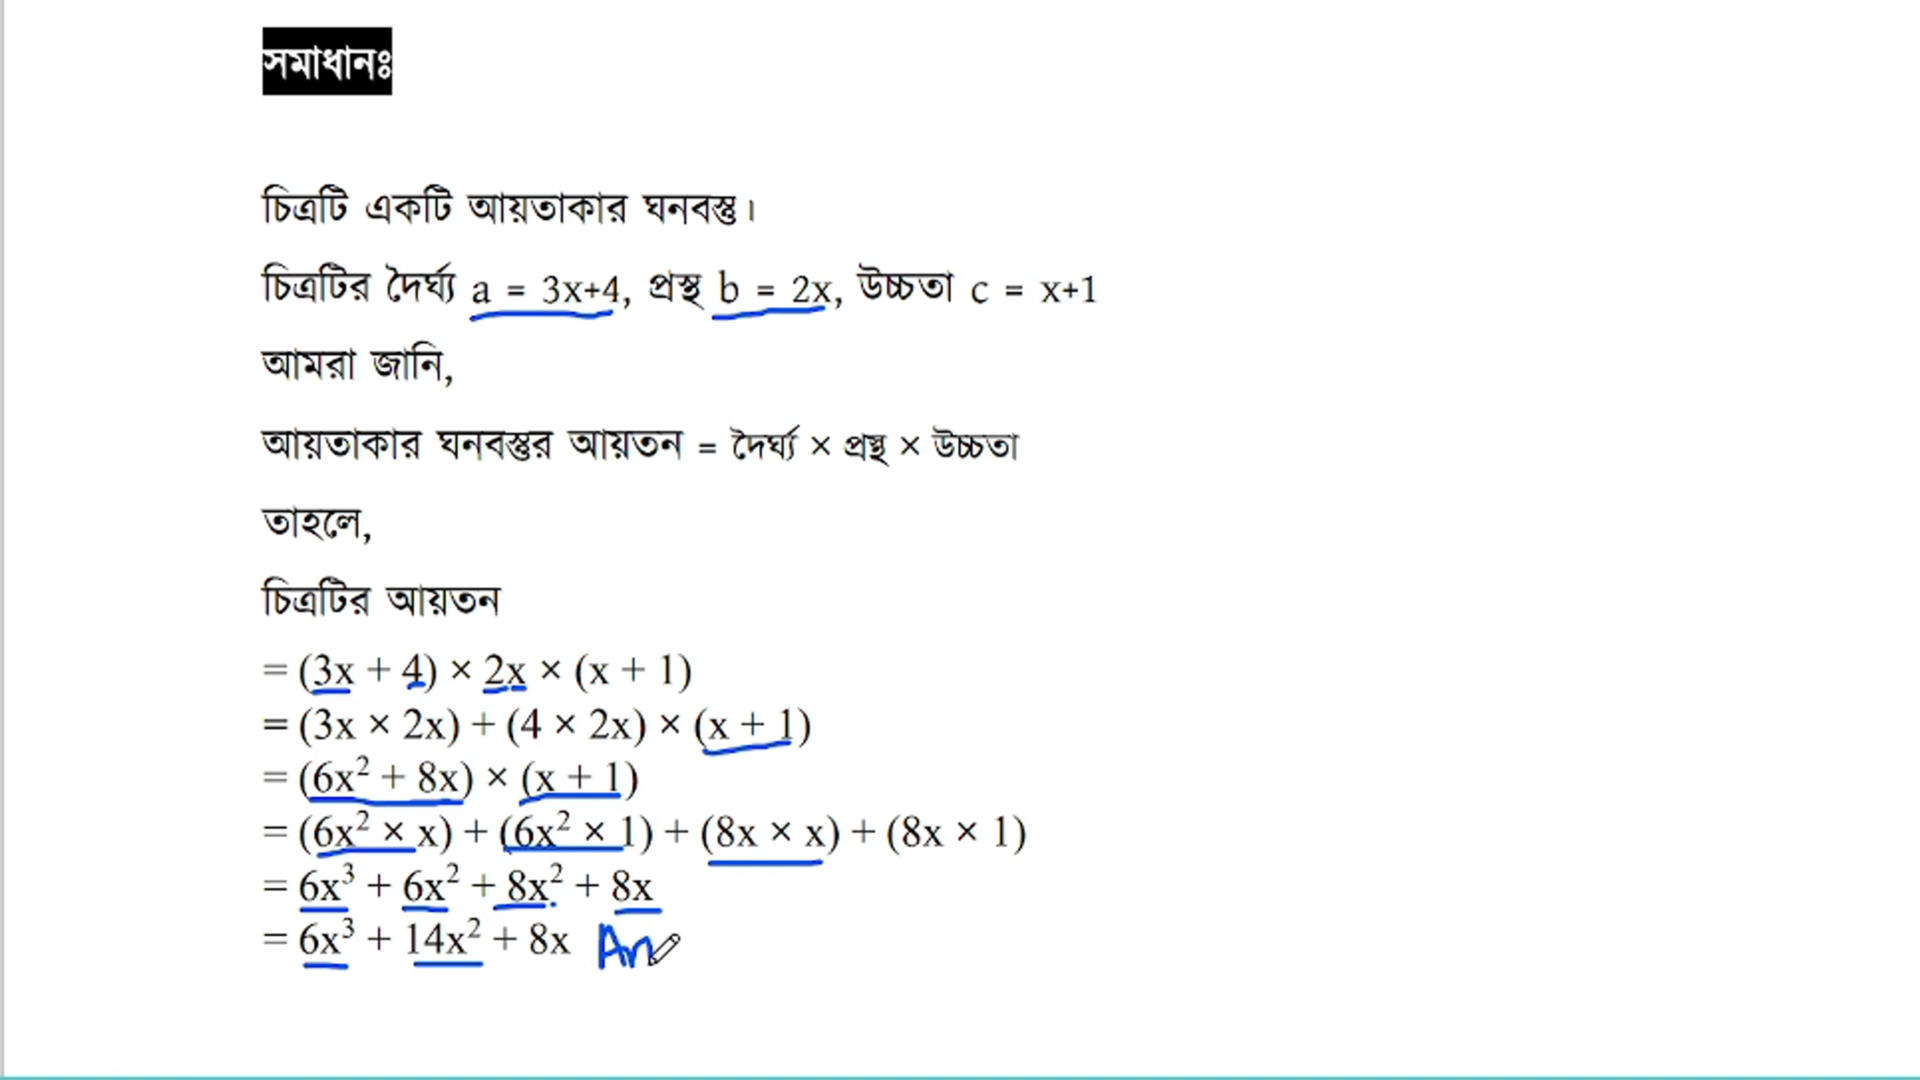 সমাধানঃ
চিত্রটি একটি আয়তাকার ঘনবস্তু।
চিত্রটির দৈর্ঘ্য a = 3x+4, প্রস্থ b = 2x, উচ্চতা c = x+1
আমরা জানি,
আয়তাকার ঘনবস্তুর আয়তন = দৈর্ঘ্য × প্রস্থ × উচ্চতা
তাহলে,
চিত্রটির আয়তন
= (3x + 4) × 2x × (x + 1)
= (3x × 2x) + (4 × 2x) × (x + 1)
= (6x² + 8x) × (x + 1)
= (6x² × x) + (6x² × 1) + (8x × x) + (8x × 1)
= 6x³ + 6x² + 8x² + 8x
= 6x³ + 14x² + 8x An